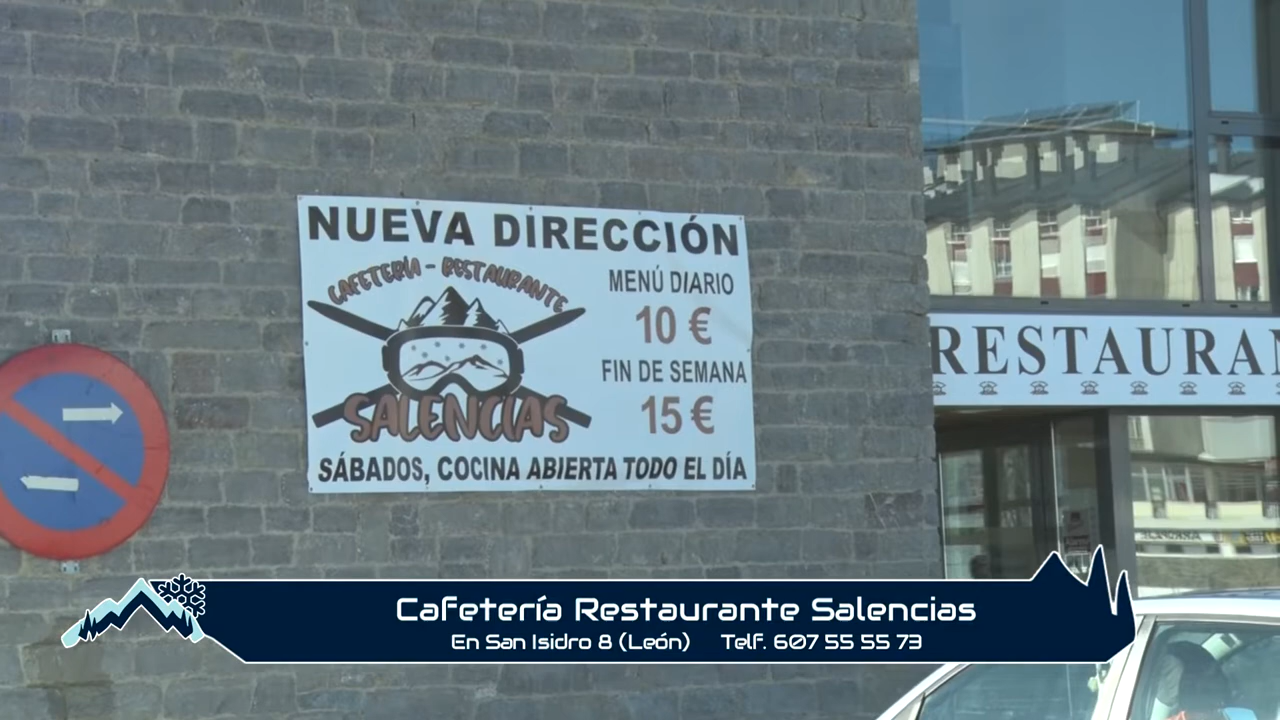 NUEVA DIRECCIÓN
CAFETERÍA - RESTAURANTE
SALENCIAS
MENÚ DIARIO
10 €
FIN DE SEMANA
15 €
SÁBADOS, COCINA ABIERTA TODO EL DÍA
RESTAURAN
Cafetería Restaurante Salencias
En San Isidro 8 (León) Telf. 607 55 55 73